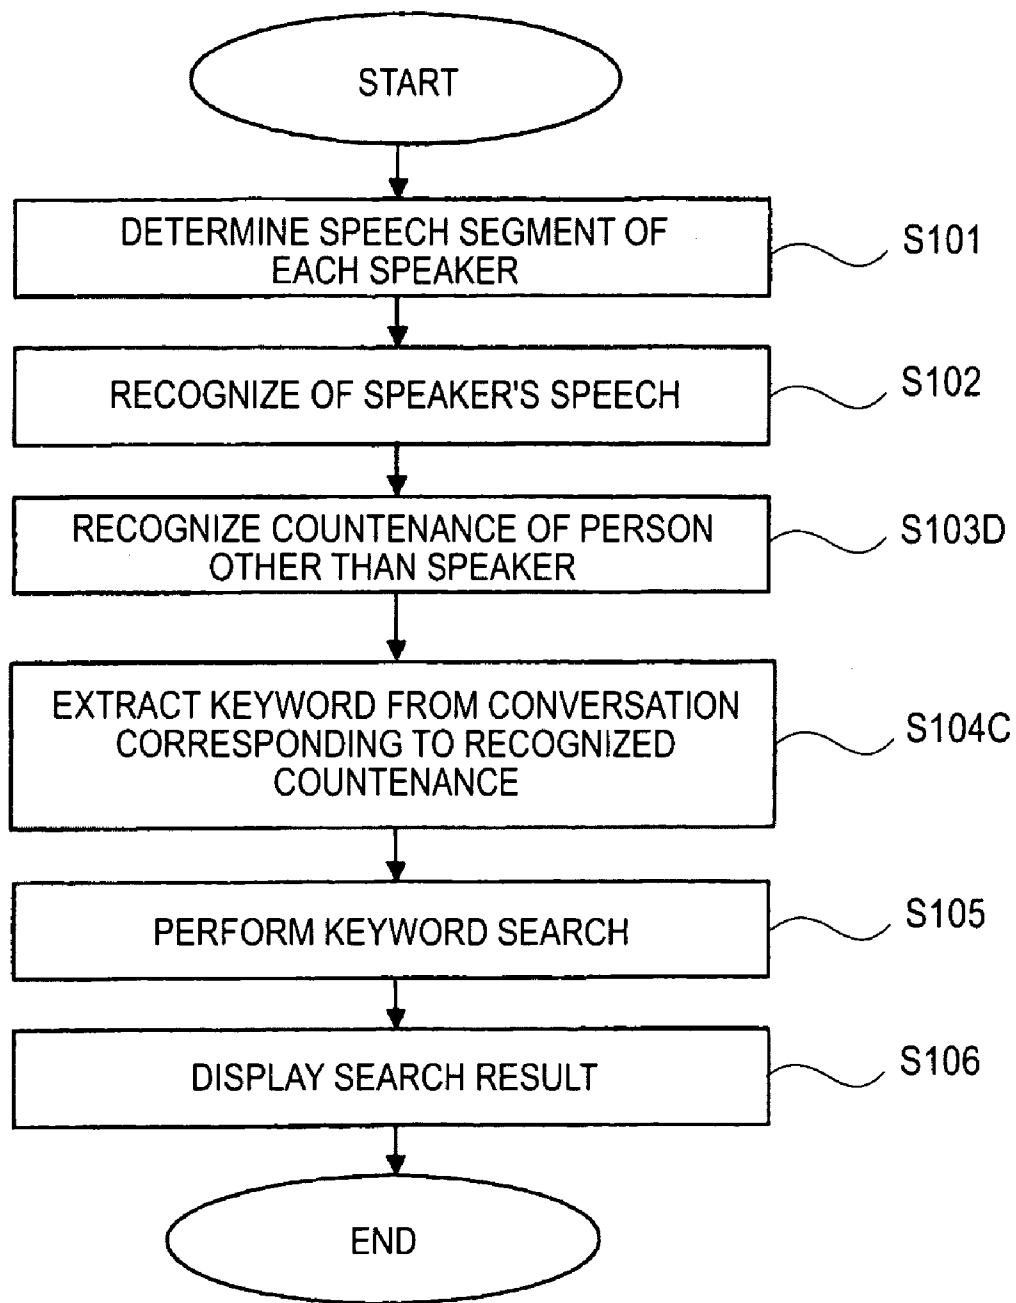 START
DETERMINE SPEECH SEGMENT OF
EACH SPEAKER
S101
RECOGNIZE OF SPEAKER'S SPEECH
S102
RECOGNIZE COUNTENANCE OF PERSON
OTHER THAN SPEAKER
S103D
EXTRACT KEYWORD FROM CONVERSATION
CORRESPONDING TO RECOGNIZED
COUNTENANCE
S104C
PERFORM KEYWORD SEARCH
S105
DISPLAY SEARCH RESULT
S106
END